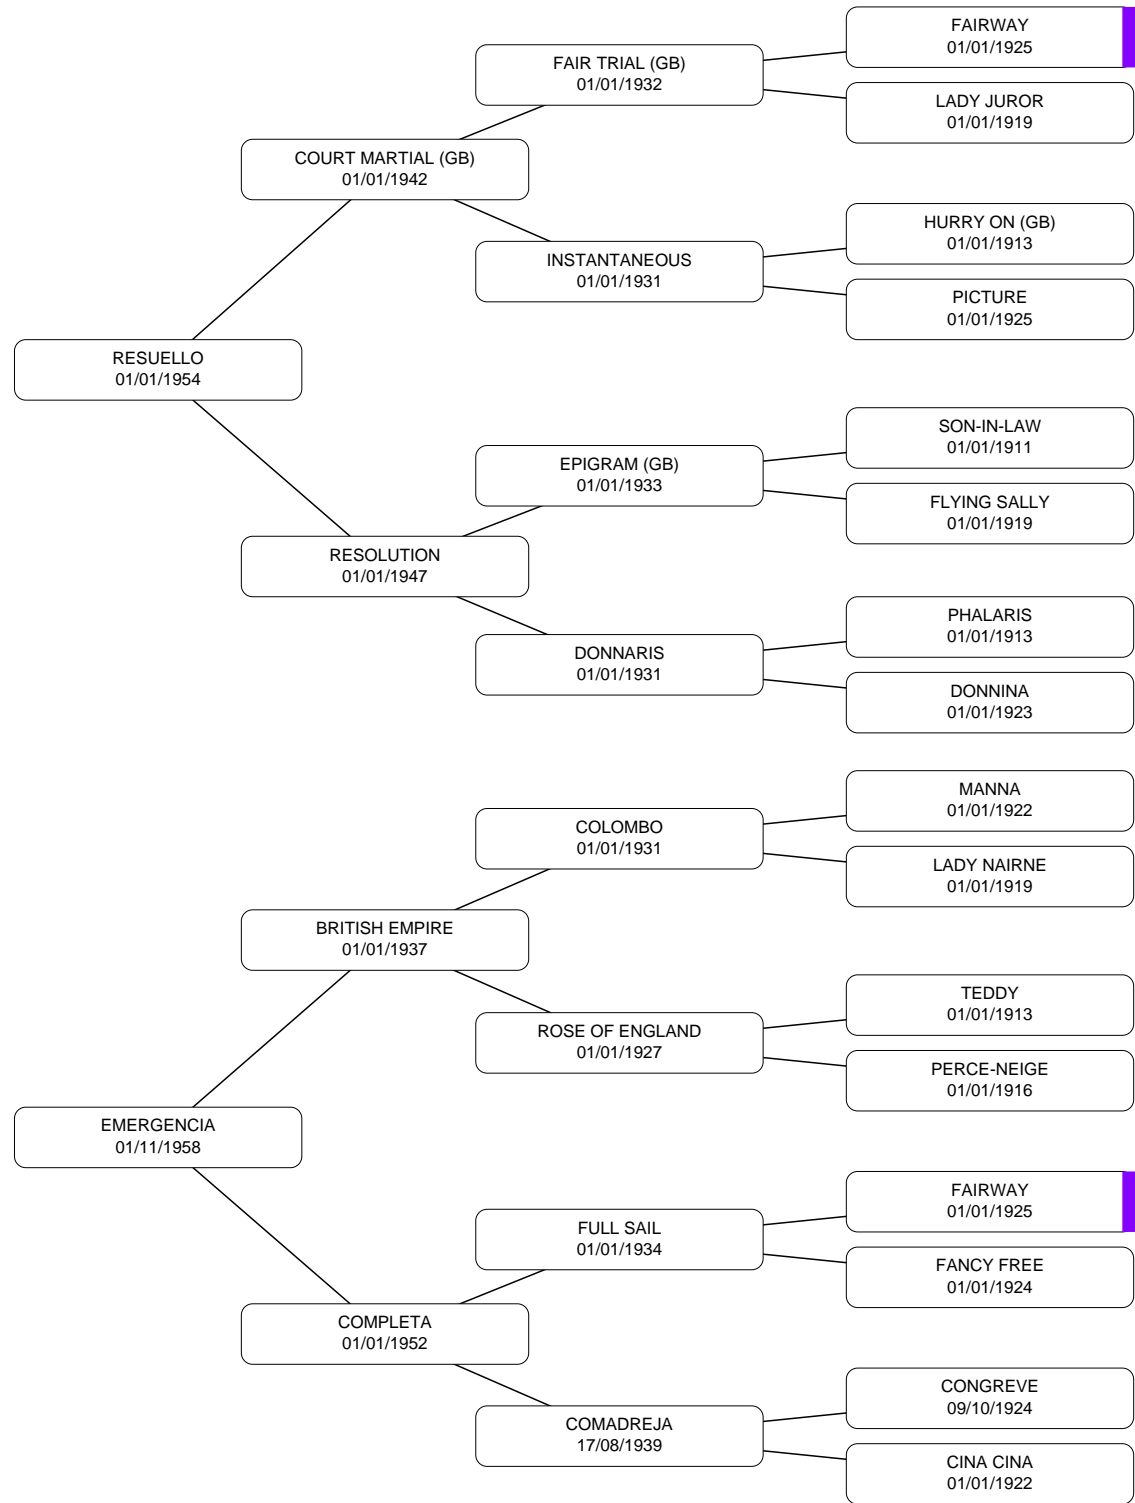 FAIRWAY
01/01/1925
FAIR TRIAL (GB)
01/01/1932
LADY JUROR
01/01/1919
COURT MARTIAL (GB)
01/01/1942
HURRY ON (GB)
01/01/1913
INSTANTANEOUS
01/01/1931
PICTURE
01/01/1925
RESUELLO
01/01/1954
SON-IN-LAW
01/01/1911
EPIGRAM (GB)
01/01/1933
FLYING SALLY
01/01/1919
RESOLUTION
01/01/1947
PHALARIS
01/01/1913
DONNARIS
01/01/1931
DONNINA
01/01/1923
MANNA
01/01/1922
COLOMBO
01/01/1931
LADY NAIRNE
01/01/1919
BRITISH EMPIRE
01/01/1937
TEDDY
01/01/1913
ROSE OF ENGLAND
01/01/1927
PERCE-NEIGE
01/01/1916
EMERGENCIA
01/11/1958
FAIRWAY
01/01/1925
FULL SAIL
01/01/1934
FANCY FREE
01/01/1924
COMPLETA
01/01/1952
CONGREVE
09/10/1924
COMADREJA
17/08/1939
CINA CINA
01/01/1922